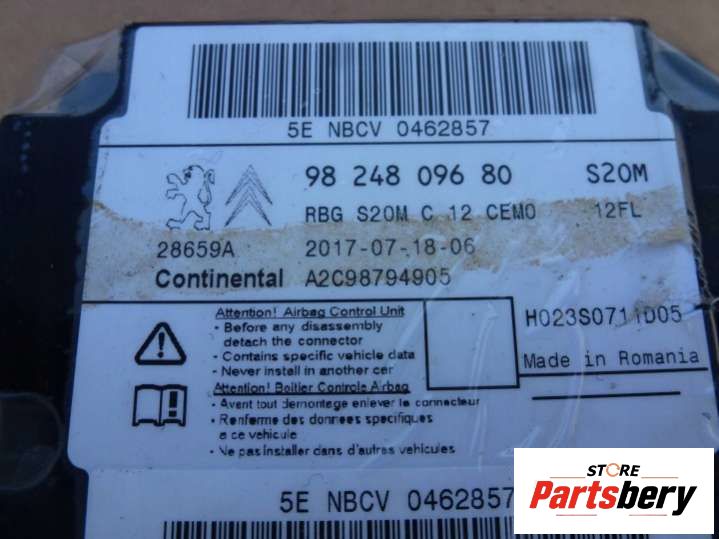 5E NBCV 0462857
98 248 096 80 S20M
RBG S20M C 12 CEMO 12FL
28659A 2017-07-18-06
Continental A2C98794905
Attention! Airbag Control Unit
• Before any disassembly
detach the connector
• Contains specific vehicle data
• Never install in another car
Attention! Boitier Controle Airbag
• Avant tout demontage enlever le connecteur
• Renferme des donnees specifiques
a ce vehicule
• Ne pas installer dans d'autres vehicules
H023S0711D05
Made in Romania
5E NBCV 0462857
STORE
Partsbery